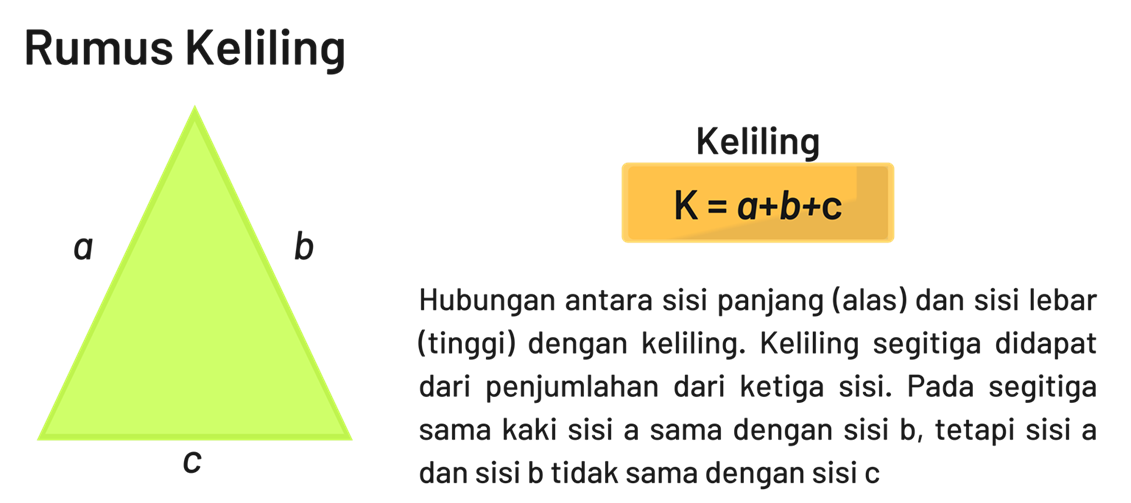 Rumus Keliling
a
b
c
Keliling
K = a+b+c
Hubungan antara sisi panjang (alas) dan sisi lebar
(tinggi) dengan keliling. Keliling segitiga didapat
dari penjumlahan dari ketiga sisi. Pada segitiga
sama kaki sisi a sama dengan sisi b, tetapi sisi a
dan sisi b tidak sama dengan sisi c